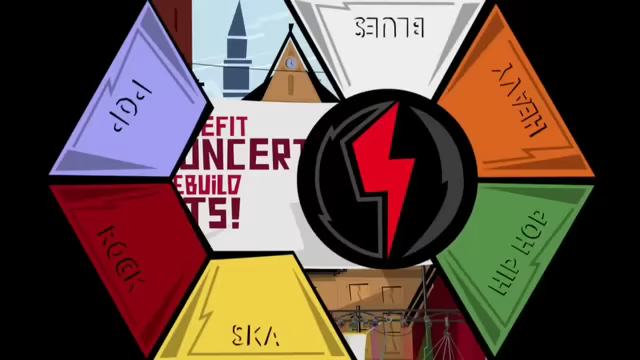 BLUES
POP
HEAVY
EFIT
ONCERT
EBUILD
TS!
ROCK
HIP HOP
SKA